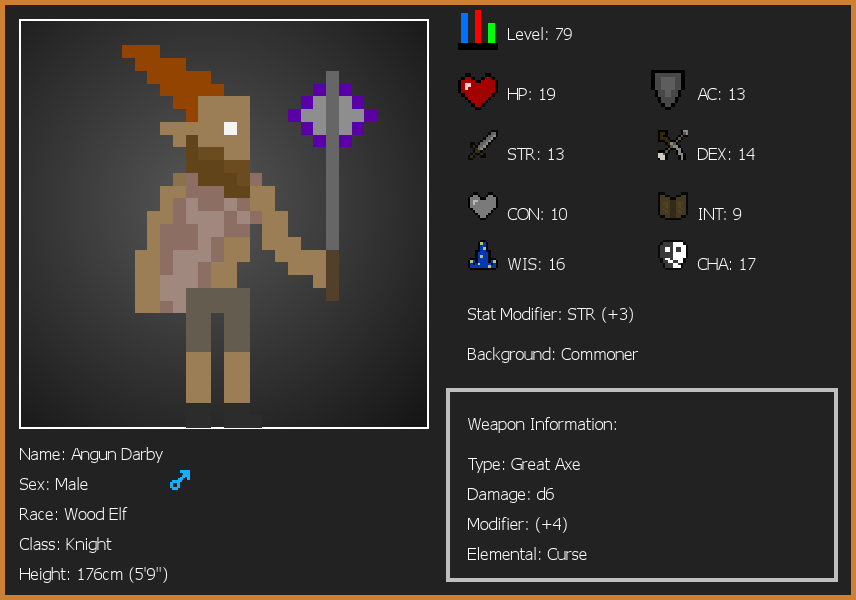 Level: 79
HP: 19
AC: 13
STR: 13
DEX: 14
CON: 10
INT: 9
WIS: 16
CHA: 17
Stat Modifier: STR (+3)
Background: Commoner
Weapon Information:
Type: Great Axe
Damage: d6
Modifier: (+4)
Elemental: Curse
Name: Angun Darby
Sex: Male
Race: Wood Elf
Class: Knight
Height: 176cm (5'9")